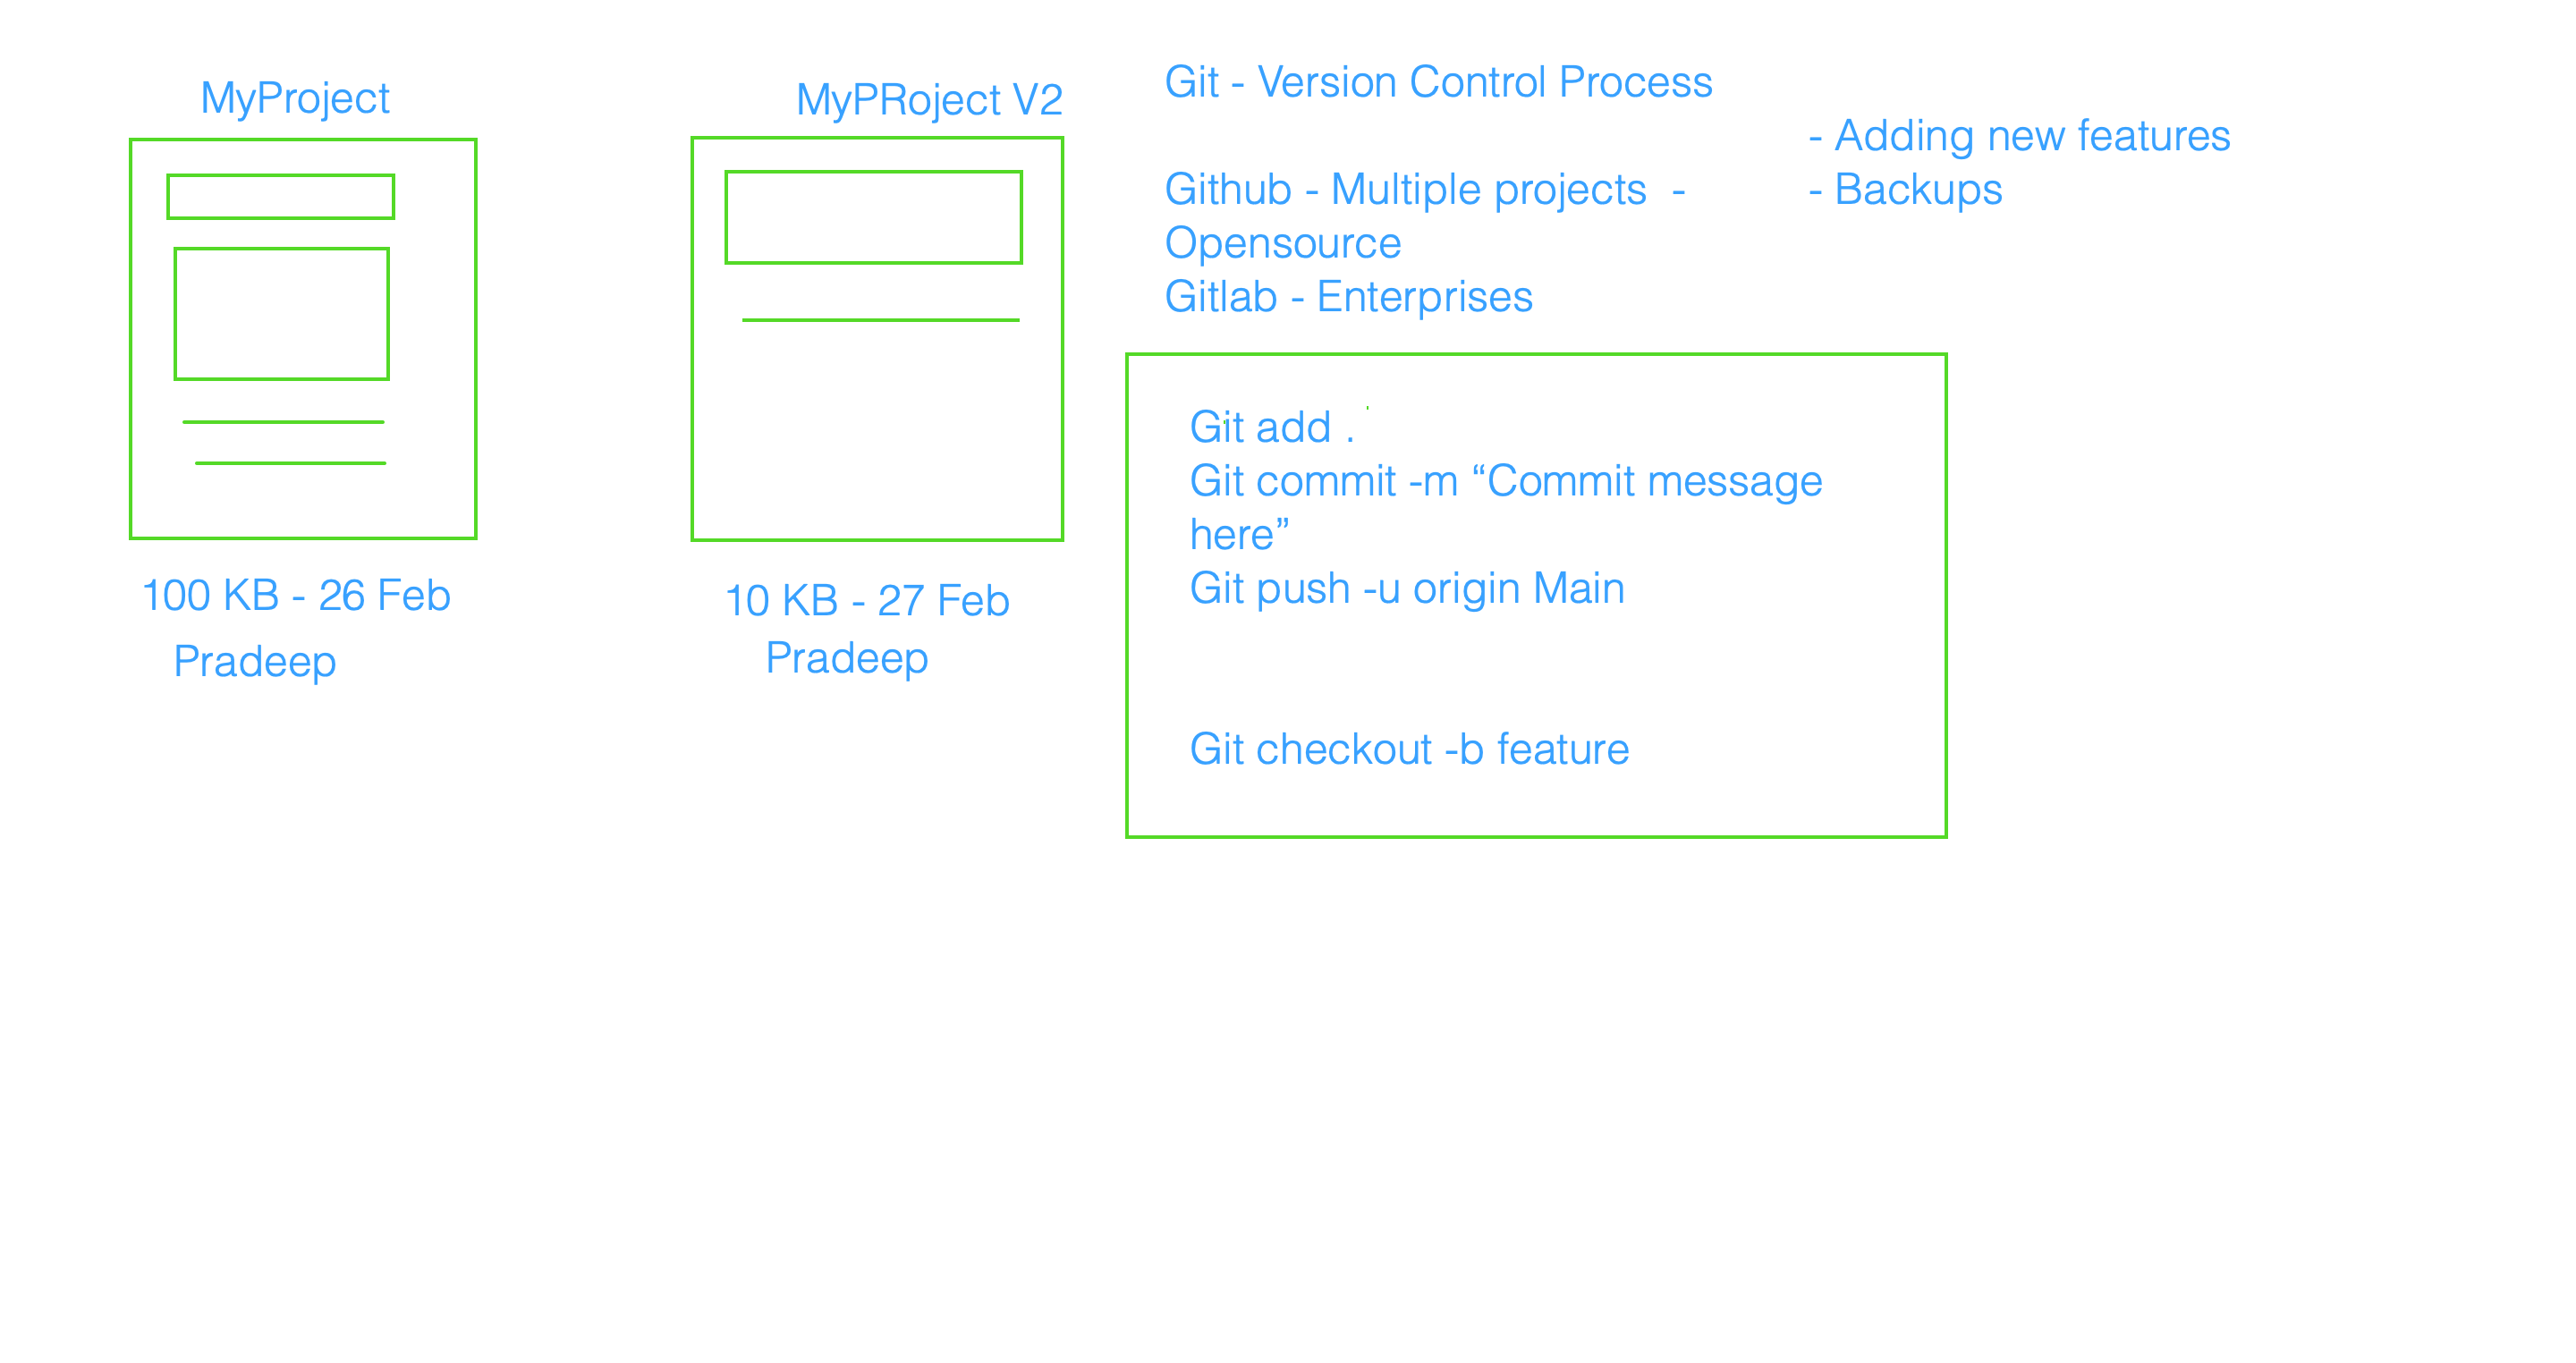 MyProject
100 KB - 26 Feb
Pradeep
MyPRoject V2
10 KB - 27 Feb
Pradeep
Git - Version Control Process
Github - Multiple projects  -
Opensource
Gitlab - Enterprises
- Adding new features
- Backups
Git add .
Git commit -m “Commit message
here”
Git push -u origin Main
Git checkout -b feature